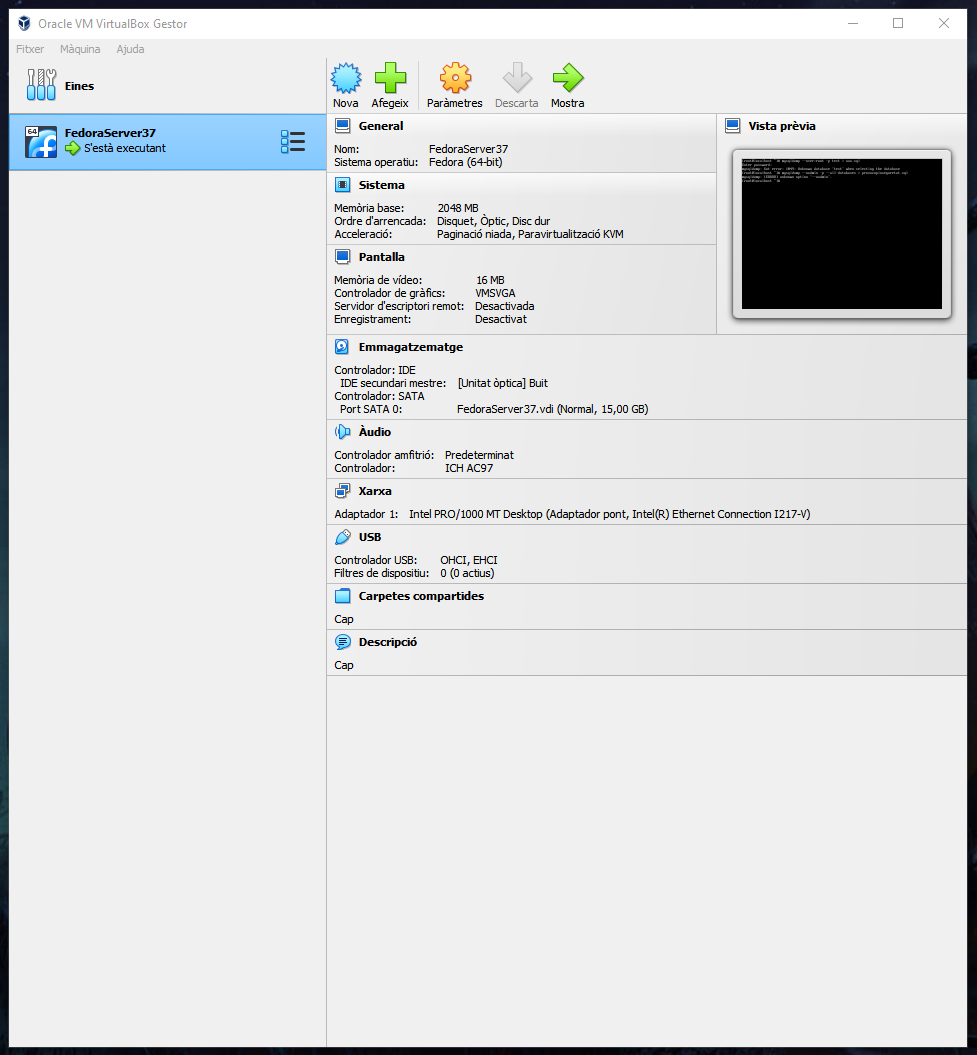 Oracle VM VirtualBox Gestor
Fitxer Màquina Ajuda
Eines
Nova Afegeix Paràmetres Descarta Mostra
64
FedoraServer37
S'està executant
General
Nom: FedoraServer37
Sistema operatiu: Fedora (64-bit)
Sistema
Memòria base: 2048 MB
Ordre d'arrencada: Disquet, Òptic, Disc dur
Acceleració: Paginació niada, Paravirtualització KVM
Pantalla
Memòria de vídeo: 16 MB
Controlador de gràfics: VMSVGA
Servidor d'escriptori remot: Desactivada
Enregistrament: Desactivat
Vista prèvia
Enter password:
Emmagatzematge
Controlador: IDE
IDE secundari mestre: [Unitat òptica] Buit
Controlador: SATA
Port SATA 0: FedoraServer37.vdi (Normal, 15,00 GB)
Àudio
Controlador amfitrió: Predeterminat
Controlador: ICH AC97
Xarxa
Adaptador 1: Intel PRO/1000 MT Desktop (Adaptador pont, Intel(R) Ethernet Connection I217-V)
USB
Controlador USB: OHCI, EHCI
Filtres de dispositiu: 0 (0 actius)
Carpetes compartides
Cap
Descripció
Cap